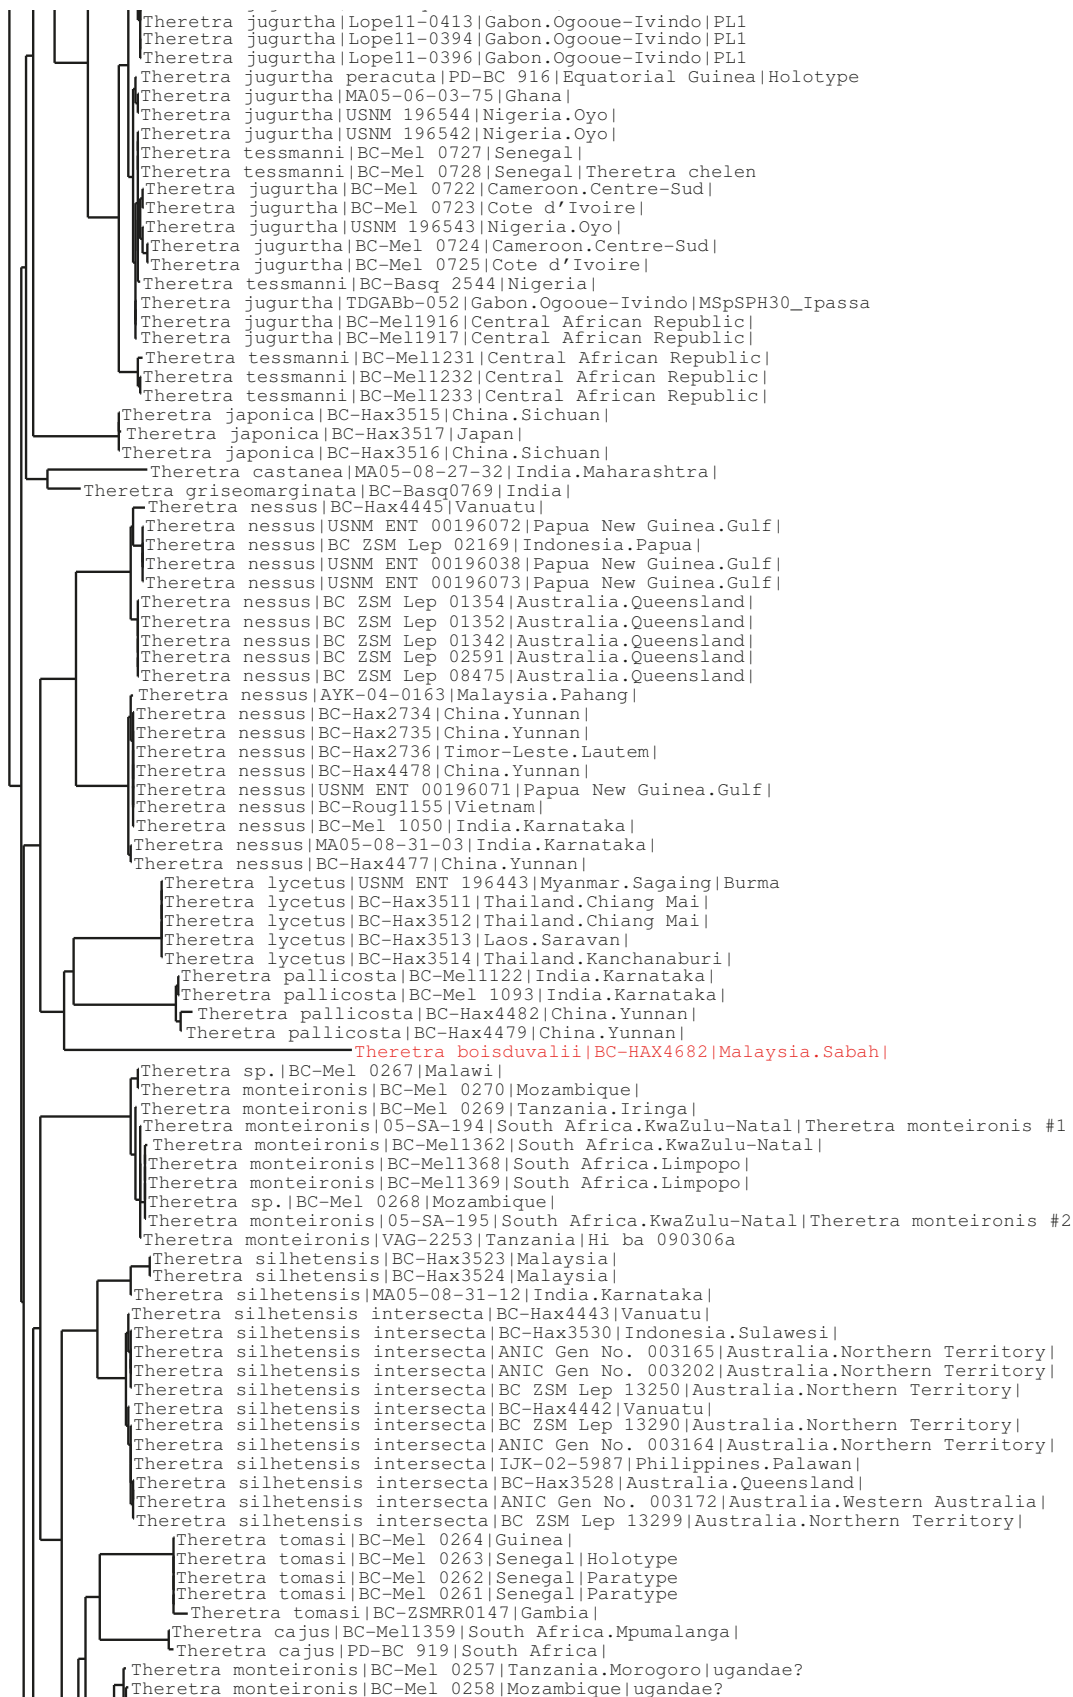 Theretra jugurtha|Lope11-0413|Gabon.Ogooue-Ivindo|PL1
Theretra jugurtha|Lope11-0394|Gabon.Ogooue-Ivindo|PL1
Theretra jugurtha|Lope11-0396|Gabon.Ogooue-Ivindo|PL1
Theretra jugurtha peracuta|PD-BC 916|Equatorial Guinea|Holotype
Theretra jugurtha|MA05-06-03-75|Ghana|
Theretra jugurtha|USNM 196544|Nigeria.Oyo|
Theretra jugurtha|USNM 196542|Nigeria.Oyo|
Theretra tessmanni|BC-Mel 0727|Senegal|
Theretra tessmanni|BC-Mel 0728|Senegal|Theretra chelen
Theretra jugurtha|BC-Mel 0722|Cameroon.Centre-Sud|
Theretra jugurtha|BC-Mel 0723|Cote d'Ivoire|
Theretra jugurtha|USNM 196543|Nigeria.Oyo|
Theretra jugurtha|BC-Mel 0724|Cameroon.Centre-Sud|
Theretra jugurtha|BC-Mel 0725|Cote d'Ivoire|
Theretra tessmanni|BC-Basq 2544|Nigeria|
Theretra jugurtha|TDGABb-052|Gabon.Ogooue-Ivindo|MSpSPH30_Ipassa
Theretra jugurtha|BC-Mel1916|Central African Republic|
Theretra jugurtha|BC-Mel1917|Central African Republic|
Theretra tessmanni|BC-Mel1231|Central African Republic|
Theretra tessmanni|BC-Mel1232|Central African Republic|
Theretra tessmanni|BC-Mel1233|Central African Republic|
Theretra japonica|BC-Hax3515|China.Sichuan|
Theretra japonica|BC-Hax3517|Japan|
Theretra japonica|BC-Hax3516|China.Sichuan|
Theretra castanea|MA05-08-27-32|India.Maharashtra|
Theretra griseomarginata|BC-Basq0769|India|
Theretra nessus|BC-Hax4445|Vanuatu|
Theretra nessus|USNM ENT 00196072|Papua New Guinea.Gulf|
Theretra nessus|BC ZSM Lep 02169|Indonesia.Papua|
Theretra nessus|USNM ENT 00196038|Papua New Guinea.Gulf|
Theretra nessus|USNM ENT 00196073|Papua New Guinea.Gulf|
Theretra nessus|BC ZSM Lep 01354|Australia.Queensland|
Theretra nessus|BC ZSM Lep 01352|Australia.Queensland|
Theretra nessus|BC ZSM Lep 01342|Australia.Queensland|
Theretra nessus|BC ZSM Lep 02591|Australia.Queensland|
Theretra nessus|BC ZSM Lep 08475|Australia.Queensland|
Theretra nessus|AYK-04-0163|Malaysia.Pahang|
Theretra nessus|BC-Hax2734|China.Yunnan|
Theretra nessus|BC-Hax2735|China.Yunnan|
Theretra nessus|BC-Hax2736|Timor-Leste.Lautem|
Theretra nessus|BC-Hax4478|China.Yunnan|
Theretra nessus|USNM ENT 00196071|Papua New Guinea.Gulf|
Theretra nessus|BC-Roug1155|Vietnam|
Theretra nessus|BC-Mel 1050|India.Karnataka|
Theretra nessus|MA05-08-31-03|India.Karnataka|
Theretra nessus|BC-Hax4477|China.Yunnan|
Theretra lycetus|USNM ENT 196443|Myanmar.Sagaing|Burma
Theretra lycetus|BC-Hax3511|Thailand.Chiang Mai|
Theretra lycetus|BC-Hax3512|Thailand.Chiang Mai|
Theretra lycetus|BC-Hax3513|Laos.Saravan|
Theretra lycetus|BC-Hax3514|Thailand.Kanchanaburi|
Theretra pallicosta|BC-Mel1122|India.Karnataka|
Theretra pallicosta|BC-Mel 1093|India.Karnataka|
Theretra pallicosta|BC-Hax4482|China.Yunnan|
Theretra pallicosta|BC-Hax4479|China.Yunnan|
Theretra boisduvalii|BC-HAX4682|Malaysia.Sabah|
Theretra sp.|BC-Mel 0267|Malawi|
Theretra monteironis|BC-Mel 0270|Mozambique|
Theretra monteironis|BC-Mel 0269|Tanzania.Iringa|
Theretra monteironis|05-SA-194|South Africa.KwaZulu-Natal|Theretra monteironis #1
Theretra monteironis|BC-Mel1362|South Africa.KwaZulu-Natal|
Theretra monteironis|BC-Mel1368|South Africa.Limpopo|
Theretra monteironis|BC-Mel1369|South Africa.Limpopo|
Theretra sp.|BC-Mel 0268|Mozambique|
Theretra monteironis|05-SA-195|South Africa.KwaZulu-Natal|Theretra monteironis #2
Theretra monteironis|VAG-2253|Tanzania|Hi ba 090306a
Theretra silhetensis|BC-Hax3523|Malaysia|
Theretra silhetensis|BC-Hax3524|Malaysia|
Theretra silhetensis|MA05-08-31-12|India.Karnataka|
Theretra silhetensis intersecta|BC-Hax4443|Vanuatu|
Theretra silhetensis intersecta|BC-Hax3530|Indonesia.Sulawesi|
Theretra silhetensis intersecta|ANIC Gen No. 003165|Australia.Northern Territory|
Theretra silhetensis intersecta|ANIC Gen No. 003202|Australia.Northern Territory|
Theretra silhetensis intersecta|BC ZSM Lep 13250|Australia.Northern Territory|
Theretra silhetensis intersecta|BC-Hax4442|Vanuatu|
Theretra silhetensis intersecta|BC ZSM Lep 13290|Australia.Northern Territory|
Theretra silhetensis intersecta|ANIC Gen No. 003164|Australia.Northern Territory|
Theretra silhetensis intersecta|IJK-02-5987|Philippines.Palawan|
Theretra silhetensis intersecta|BC-Hax3528|Australia.Queensland|
Theretra silhetensis intersecta|ANIC Gen No. 003172|Australia.Western Australia|
Theretra silhetensis intersecta|BC ZSM Lep 13299|Australia.Northern Territory|
Theretra tomasi|BC-Mel 0264|Guinea|
Theretra tomasi|BC-Mel 0263|Senegal|Holotype
Theretra tomasi|BC-Mel 0262|Senegal|Paratype
Theretra tomasi|BC-Mel 0261|Senegal|Paratype
Theretra tomasi|BC-ZSMRR0147|Gambia|
Theretra cajus|BC-Mel1359|South Africa.Mpumalanga|
Theretra cajus|PD-BC 919|South Africa|
Theretra monteironis|BC-Mel 0257|Tanzania.Morogoro|ugandae?
Theretra monteironis|BC-Mel 0258|Mozambique|ugandae?